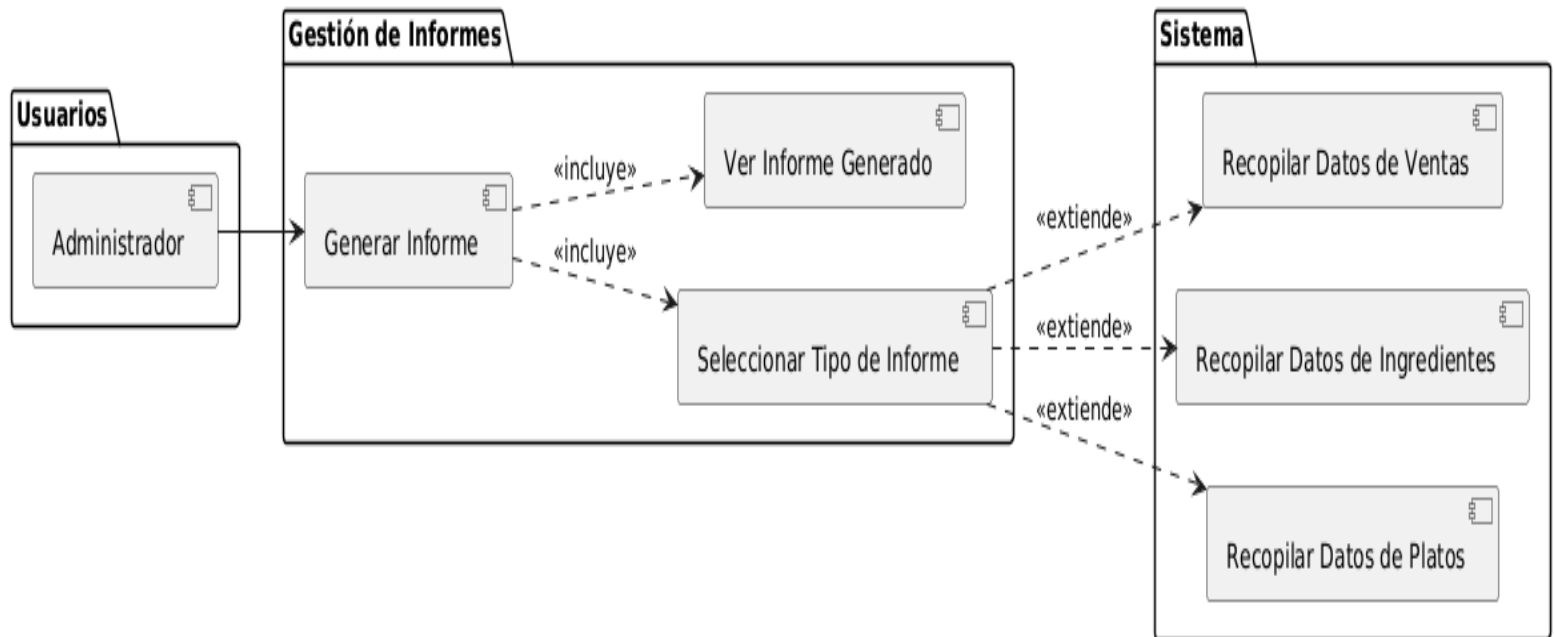 Usuarios
Administrador
Gestión de Informes
Generar Informe
«incluye»
«incluye»
Ver Informe Generado
Seleccionar Tipo de Informe
«extiende»
«extiende»
«extiende»
Sistema
Recopilar Datos de Ventas
Recopilar Datos de Ingredientes
Recopilar Datos de Platos